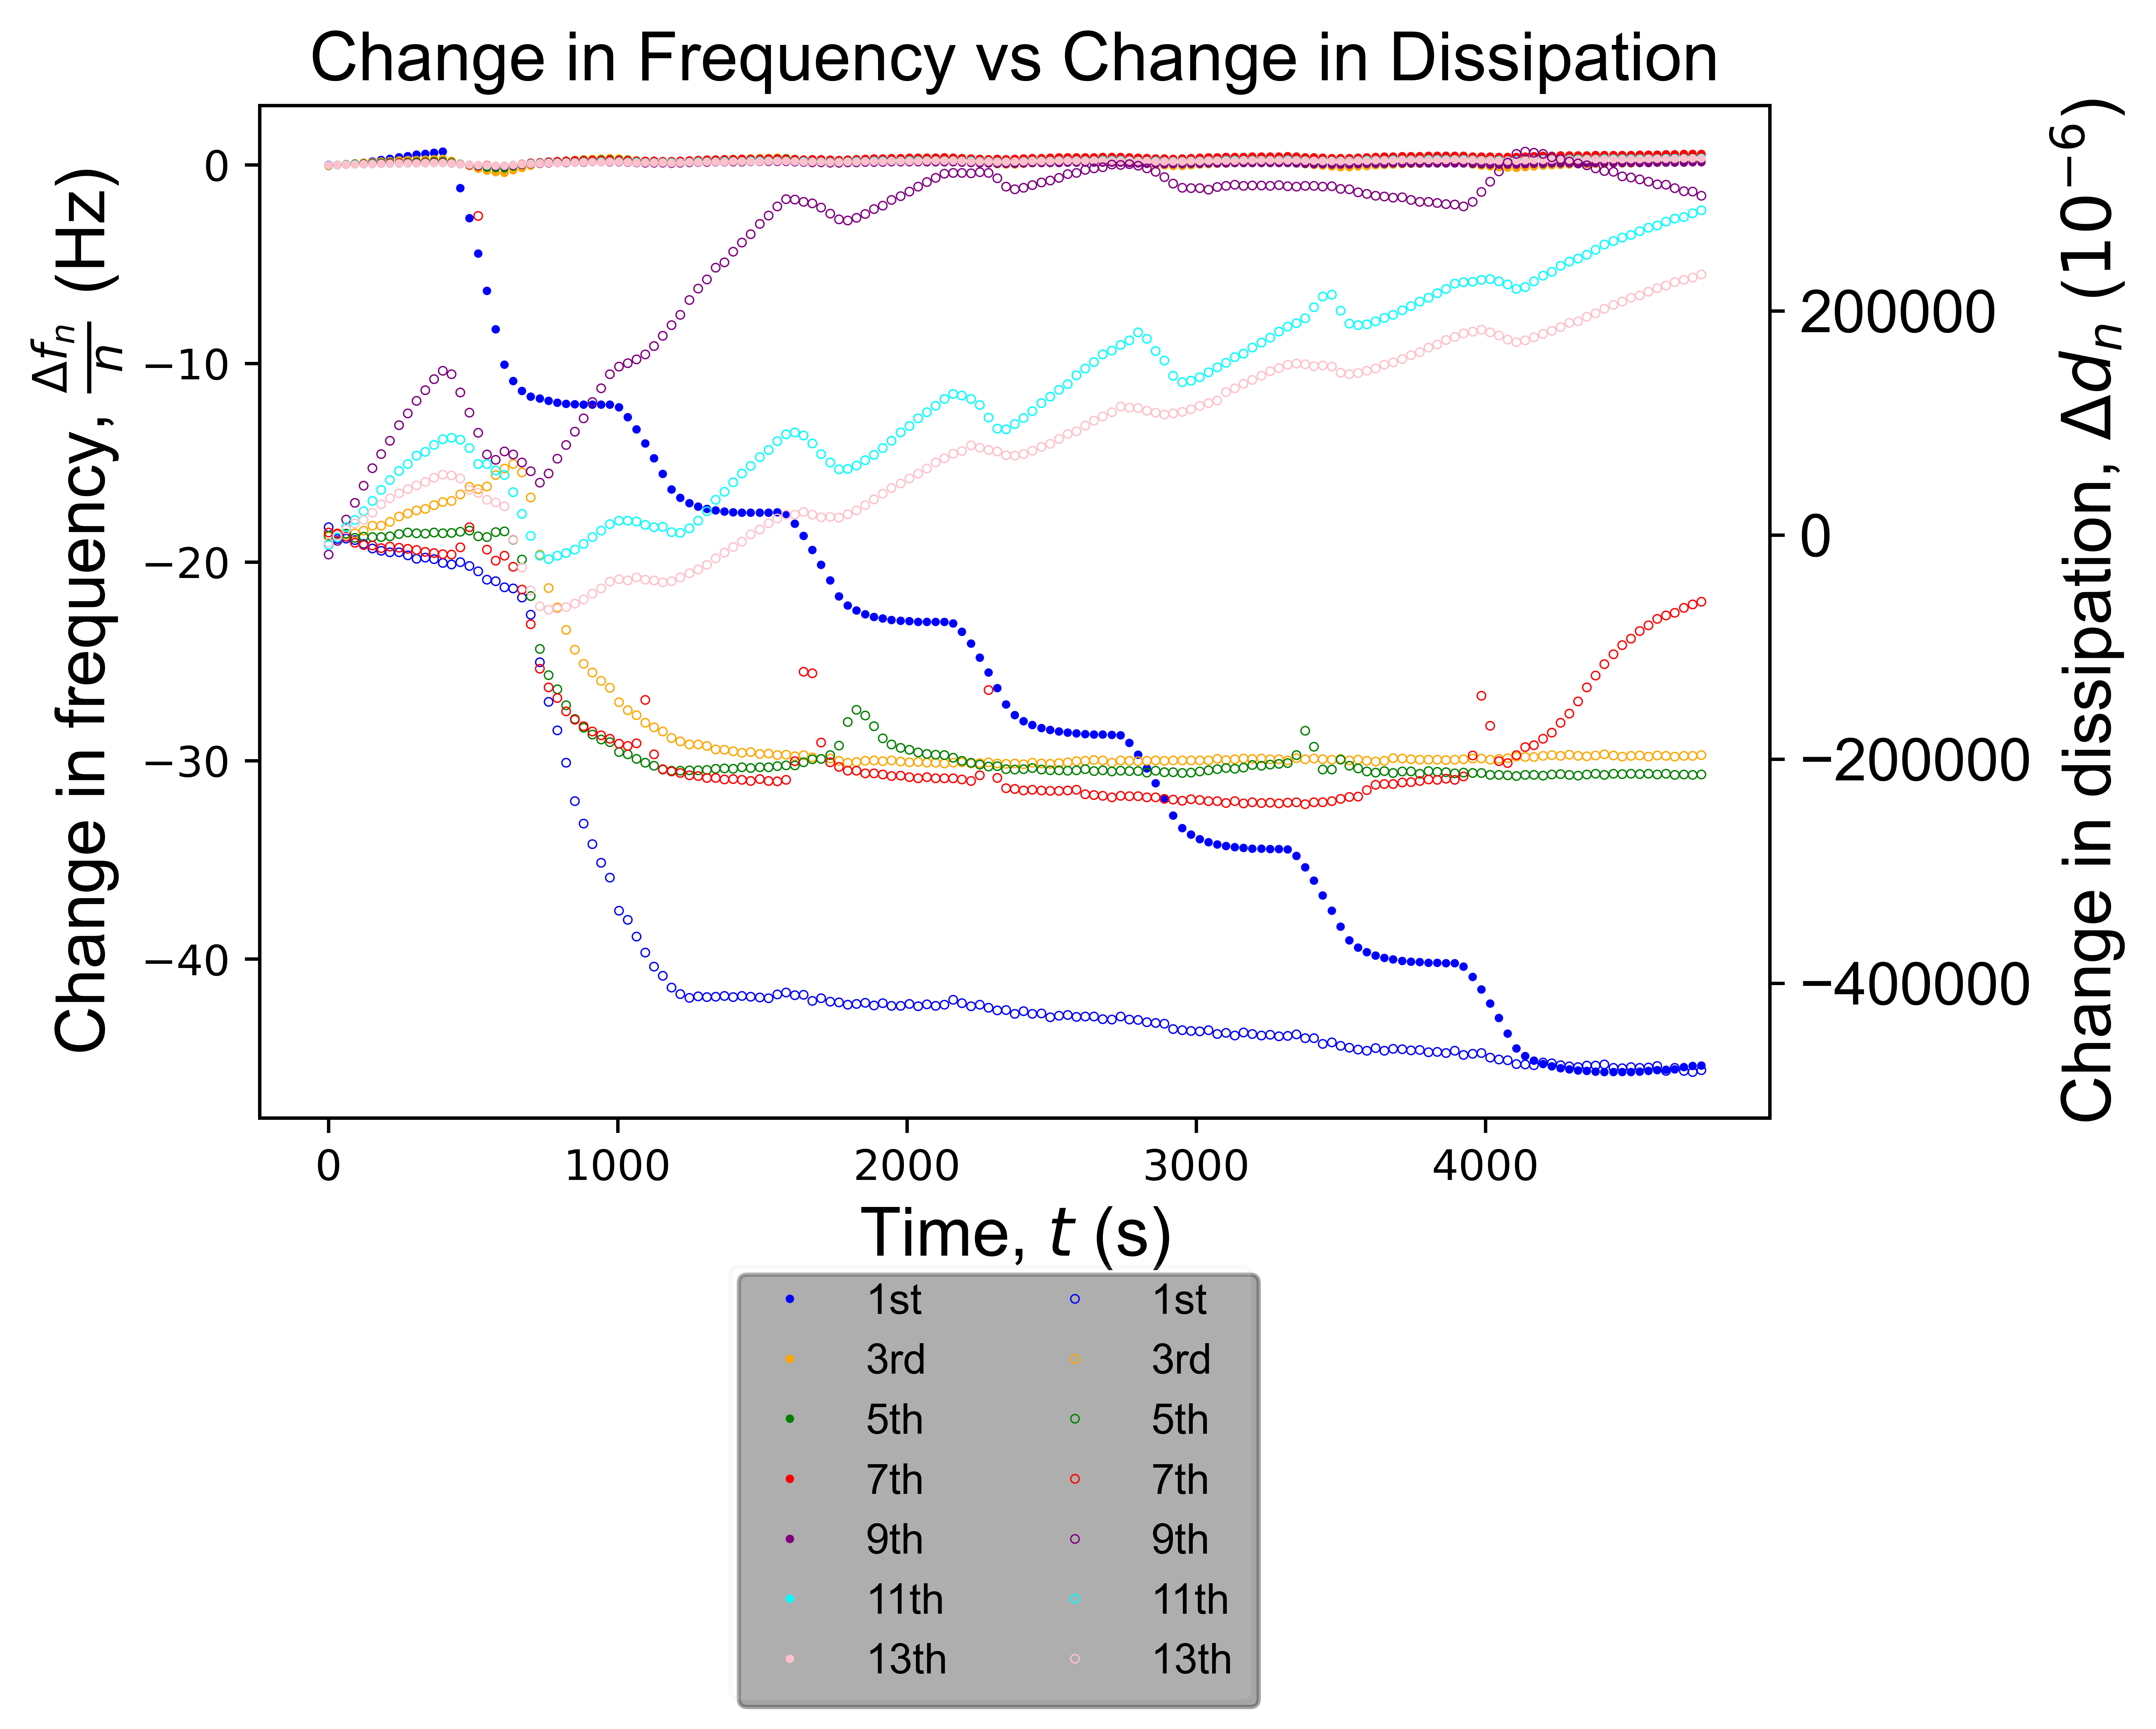 Change in Frequency vs Change in Dissipation
Change in frequency, Δfn/n (Hz)
0
−10
−20
−30
−40
200000
0
−200000
−400000
Change in dissipation, Δdn (10−6)
0 1000 2000 3000 4000
Time, t (s)
1st 1st
3rd 3rd
5th 5th
7th 7th
9th 9th
11th 11th
13th 13th